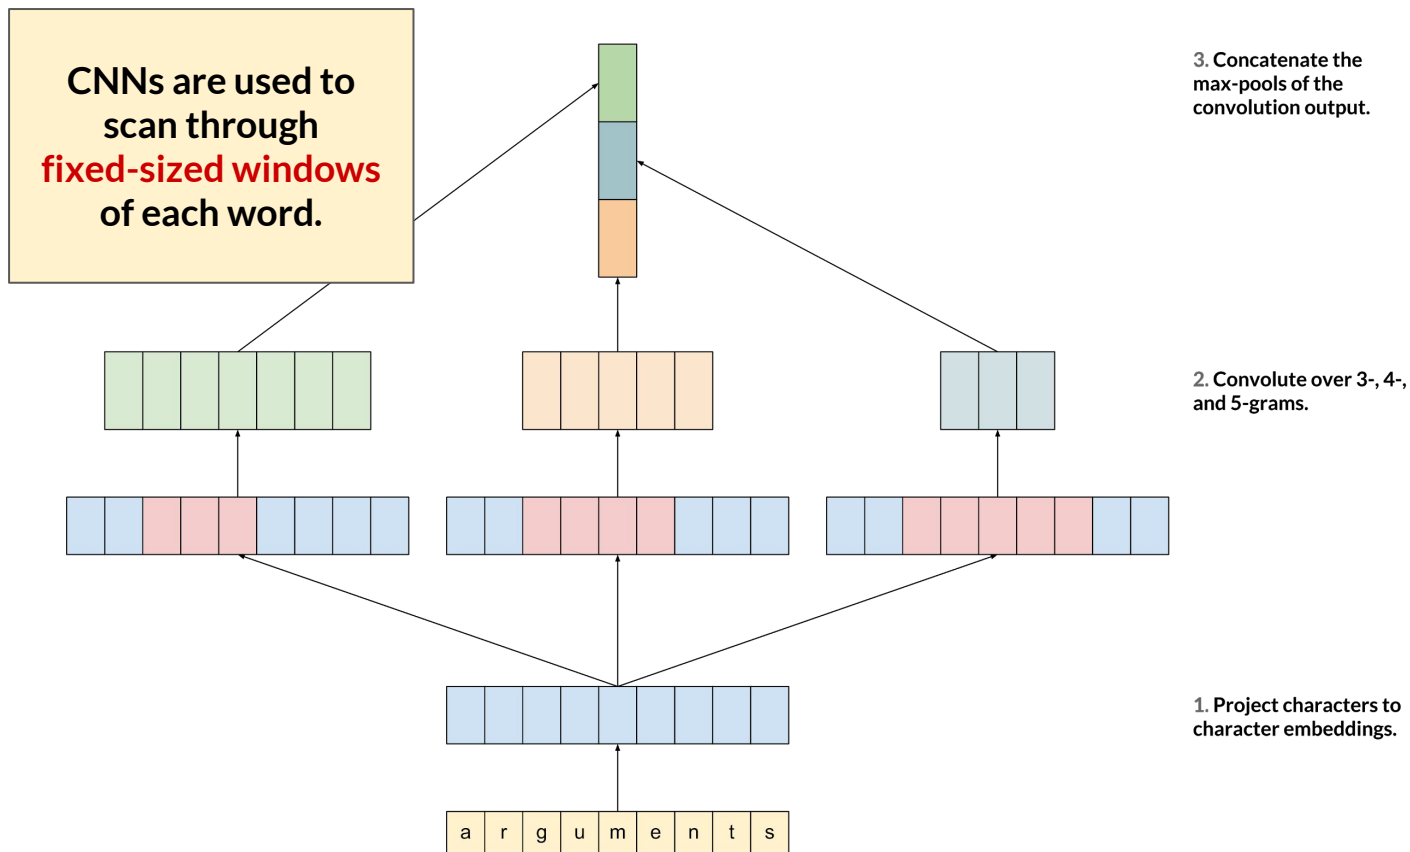 CNNs are used to
scan through
fixed-sized windows
of each word.
3. Concatenate the
max-pools of the
convolution output.
2. Convolute over 3-, 4-,
and 5-grams.
1. Project characters to
character embeddings.
a r g u m e n t s